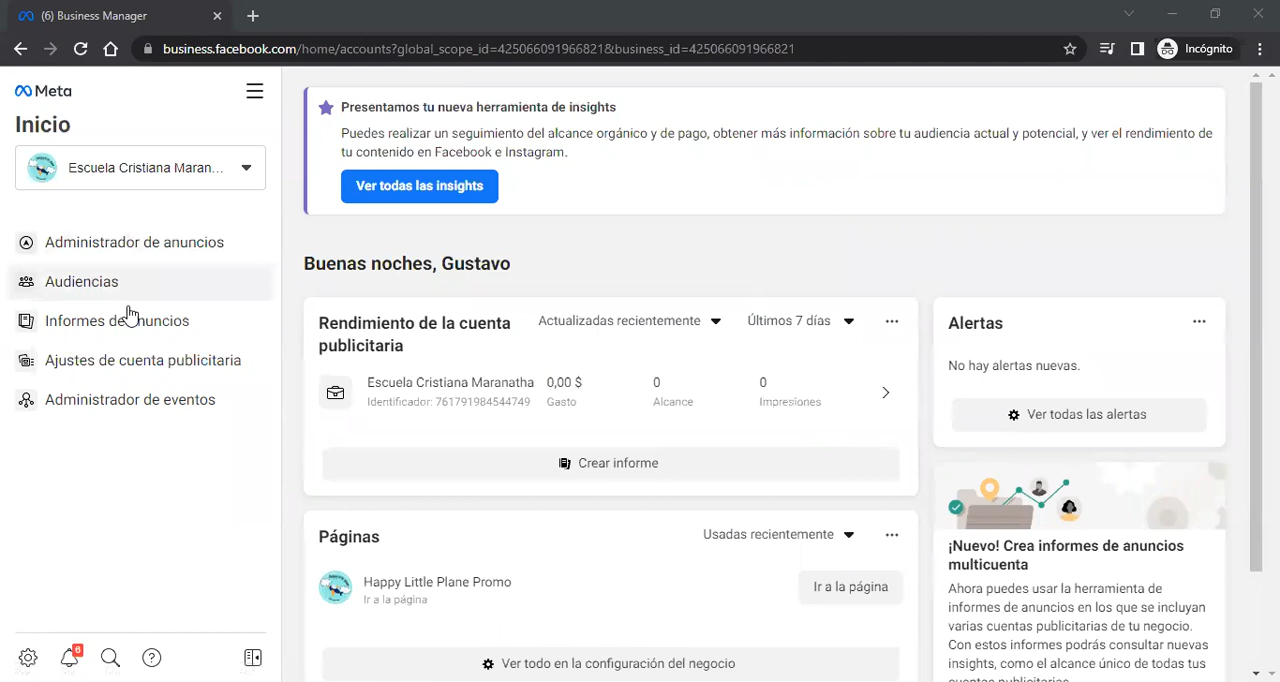 (6) Business Manager
business.facebook.com/home/accounts?global_scope_id=425066091966821&business_id=425066091966821
Incógnito
Meta
Inicio
Escuela Cristiana Maran...
Administrador de anuncios
Audiencias
Informes de anuncios
Ajustes de cuenta publicitaria
Administrador de eventos
6
Presentamos tu nueva herramienta de insights
Puedes realizar un seguimiento del alcance orgánico y de pago, obtener más información sobre tu audiencia actual y potencial, y ver el rendimiento de
tu contenido en Facebook e Instagram.
Ver todas las insights
Buenas noches, Gustavo
Rendimiento de la cuenta
publicitaria
Actualizadas recientemente
Últimos 7 días
Escuela Cristiana Maranatha
Identificador: 761791984544749
0,00 $
Gasto
0
Alcance
0
Impresiones
Crear informe
Páginas
Usadas recientemente
Happy Little Plane Promo
Ir a la página
Ir a la página
Ver todo en la configuración del negocio
Alertas
No hay alertas nuevas.
Ver todas las alertas
¡Nuevo! Crea informes de anuncios
multicuenta
Ahora puedes usar la herramienta de
informes de anuncios en los que se incluyan
varias cuentas publicitarias de tu negocio.
Con estos informes podrás consultar nuevas
insights, como el alcance único de todas tus
cuentas publicitarias.